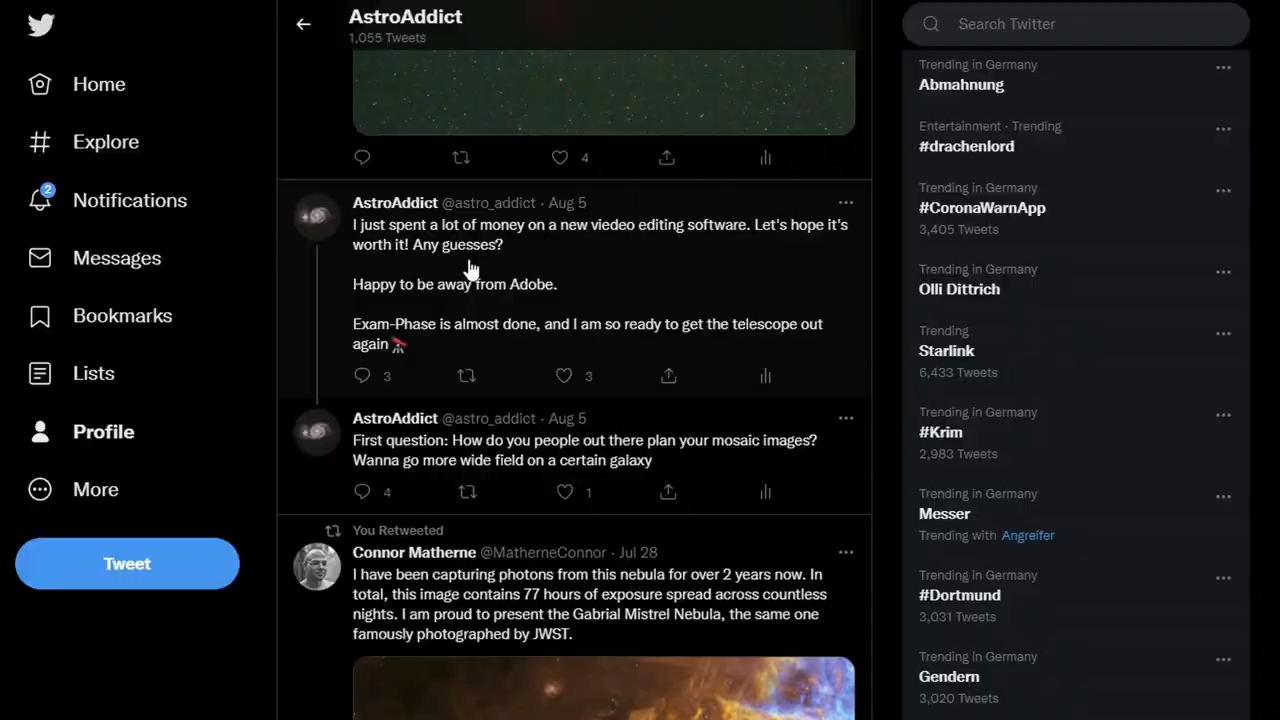 Home
Explore
2
Notifications
Messages
Bookmarks
Lists
Profile
More
Tweet
AstroAddict
1,055 Tweets
4
AstroAddict @astro_addict · Aug 5
I just spent a lot of money on a new viedeo editing software. Let's hope it's
worth it! Any guesses?
Happy to be away from Adobe.
Exam-Phase is almost done, and I am so ready to get the telescope out
again
3
3
AstroAddict @astro_addict · Aug 5
First question: How do you people out there plan your mosaic images?
Wanna go more wide field on a certain galaxy
4
1
You Retweeted
Connor Matherne @MatherneConnor · Jul 28
I have been capturing photons from this nebula for over 2 years now. In
total, this image contains 77 hours of exposure spread across countless
nights. I am proud to present the Gabrial Mistrel Nebula, the same one
famously photographed by JWST.
Search Twitter
Trending in Germany
Abmahnung
Entertainment · Trending
#drachenlord
Trending in Germany
#CoronaWarnApp
3,405 Tweets
Trending in Germany
Olli Dittrich
Trending
Starlink
6,433 Tweets
Trending in Germany
#Krim
2,983 Tweets
Trending in Germany
Messer
Trending with Angreifer
Trending in Germany
#Dortmund
3,031 Tweets
Trending in Germany
Gendern
3,020 Tweets